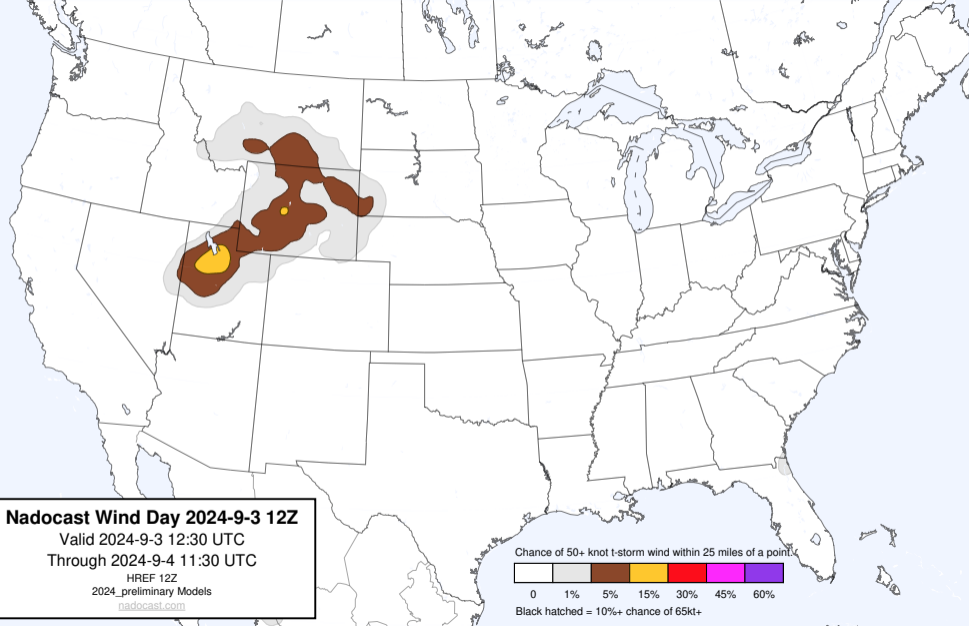 Nadocast Wind Day 2024-9-3 12Z
Valid 2024-9-3 12:30 UTC
Through 2024-9-4 11:30 UTC
HREF 12Z
2024_preliminary Models
nadocast.com
Chance of 50+ knot t-storm wind within 25 miles of a point.
0 1% 5% 15% 30% 45% 60%
Black hatched = 10%+ chance of 65kt+